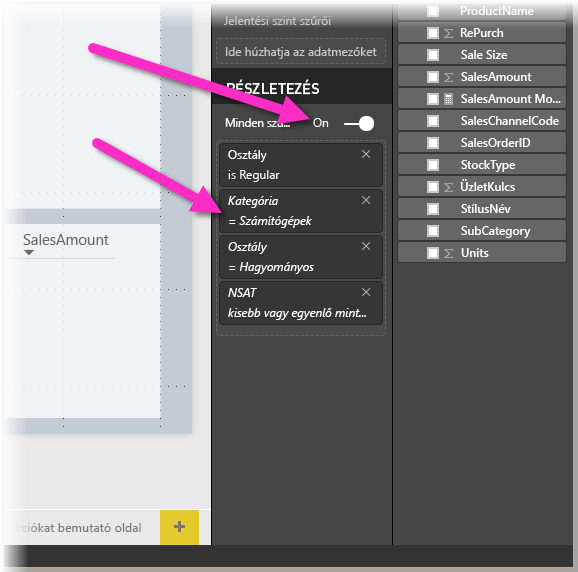 Jelentési szint szűrői
Ide húzhatja az adatmezőket
RÉSZLETEZÉS
Minden szű... On
Osztály
is Regular
Kategória
= Számítógépek
Osztály
= Hagyományos
NSAT
kisebb vagy egyenlő mint...
SalesAmount
ciókat bemutató oldal
+
ProductName
RePurch
Sale Size
SalesAmount
SalesAmount Mo...
SalesChannelCode
SalesOrderID
StockType
ÜzletKulcs
StílusNév
SubCategory
Units